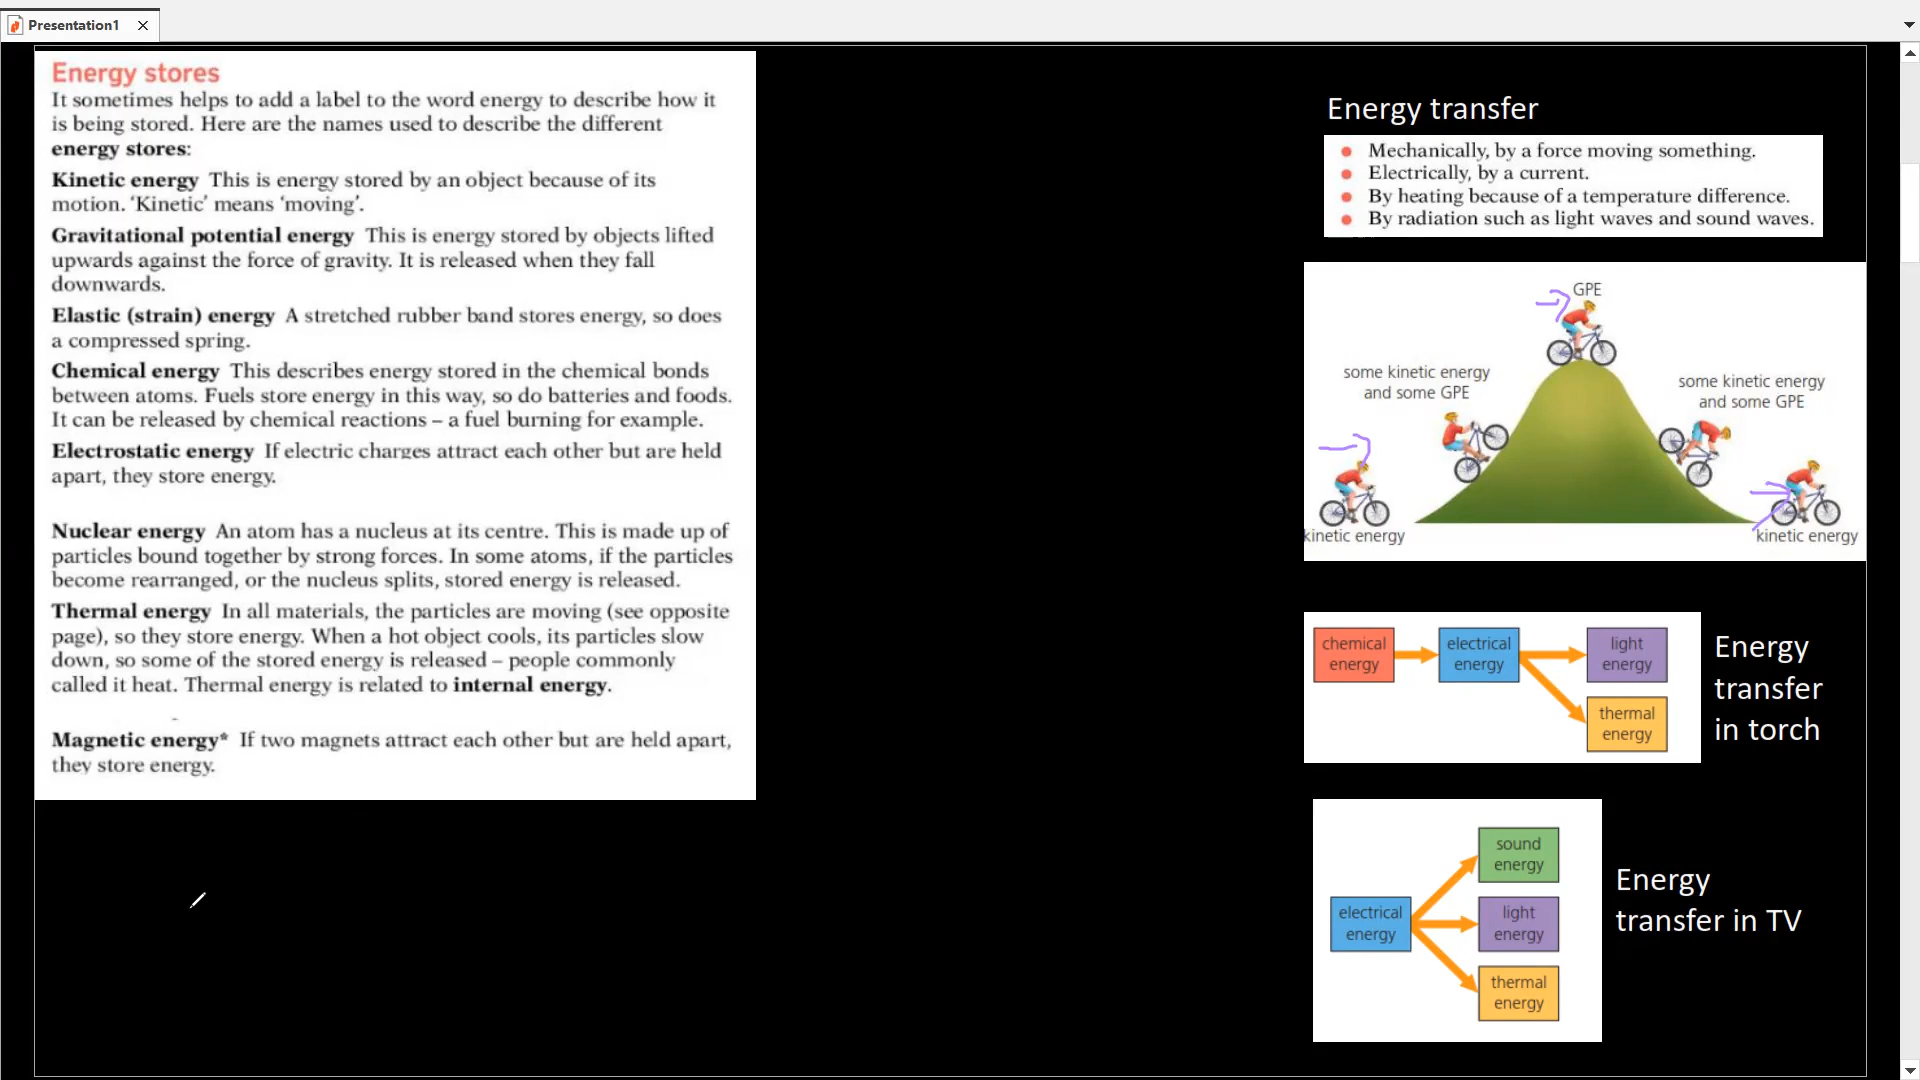 Presentation1
Energy stores
It sometimes helps to add a label to the word energy to describe how it
is being stored. Here are the names used to describe the different
energy stores:
Kinetic energy This is energy stored by an object because of its
motion. ‘Kinetic’ means ‘moving’.
Gravitational potential energy This is energy stored by objects lifted
upwards against the force of gravity. It is released when they fall
downwards.
Elastic (strain) energy A stretched rubber band stores energy, so does
a compressed spring.
Chemical energy This describes energy stored in the chemical bonds
between atoms. Fuels store energy in this way, so do batteries and foods.
It can be released by chemical reactions – a fuel burning for example.
Electrostatic energy If electric charges attract each other but are held
apart, they store energy.
Nuclear energy An atom has a nucleus at its centre. This is made up of
particles bound together by strong forces. In some atoms, if the particles
become rearranged, or the nucleus splits, stored energy is released.
Thermal energy In all materials, the particles are moving (see opposite
page), so they store energy. When a hot object cools, its particles slow
down, so some of the stored energy is released – people commonly
called it heat. Thermal energy is related to internal energy.
Magnetic energy* If two magnets attract each other but are held apart,
they store energy.
Energy transfer
• Mechanically, by a force moving something.
• Electrically, by a current.
• By heating because of a temperature difference.
• By radiation such as light waves and sound waves.
GPE
some kinetic energy
and some GPE
some kinetic energy
and some GPE
kinetic energy
kinetic energy
chemical
energy
electrical
energy
light
energy
thermal
energy
Energy
transfer
in torch
sound
energy
electrical
energy
light
energy
thermal
energy
Energy
transfer in TV